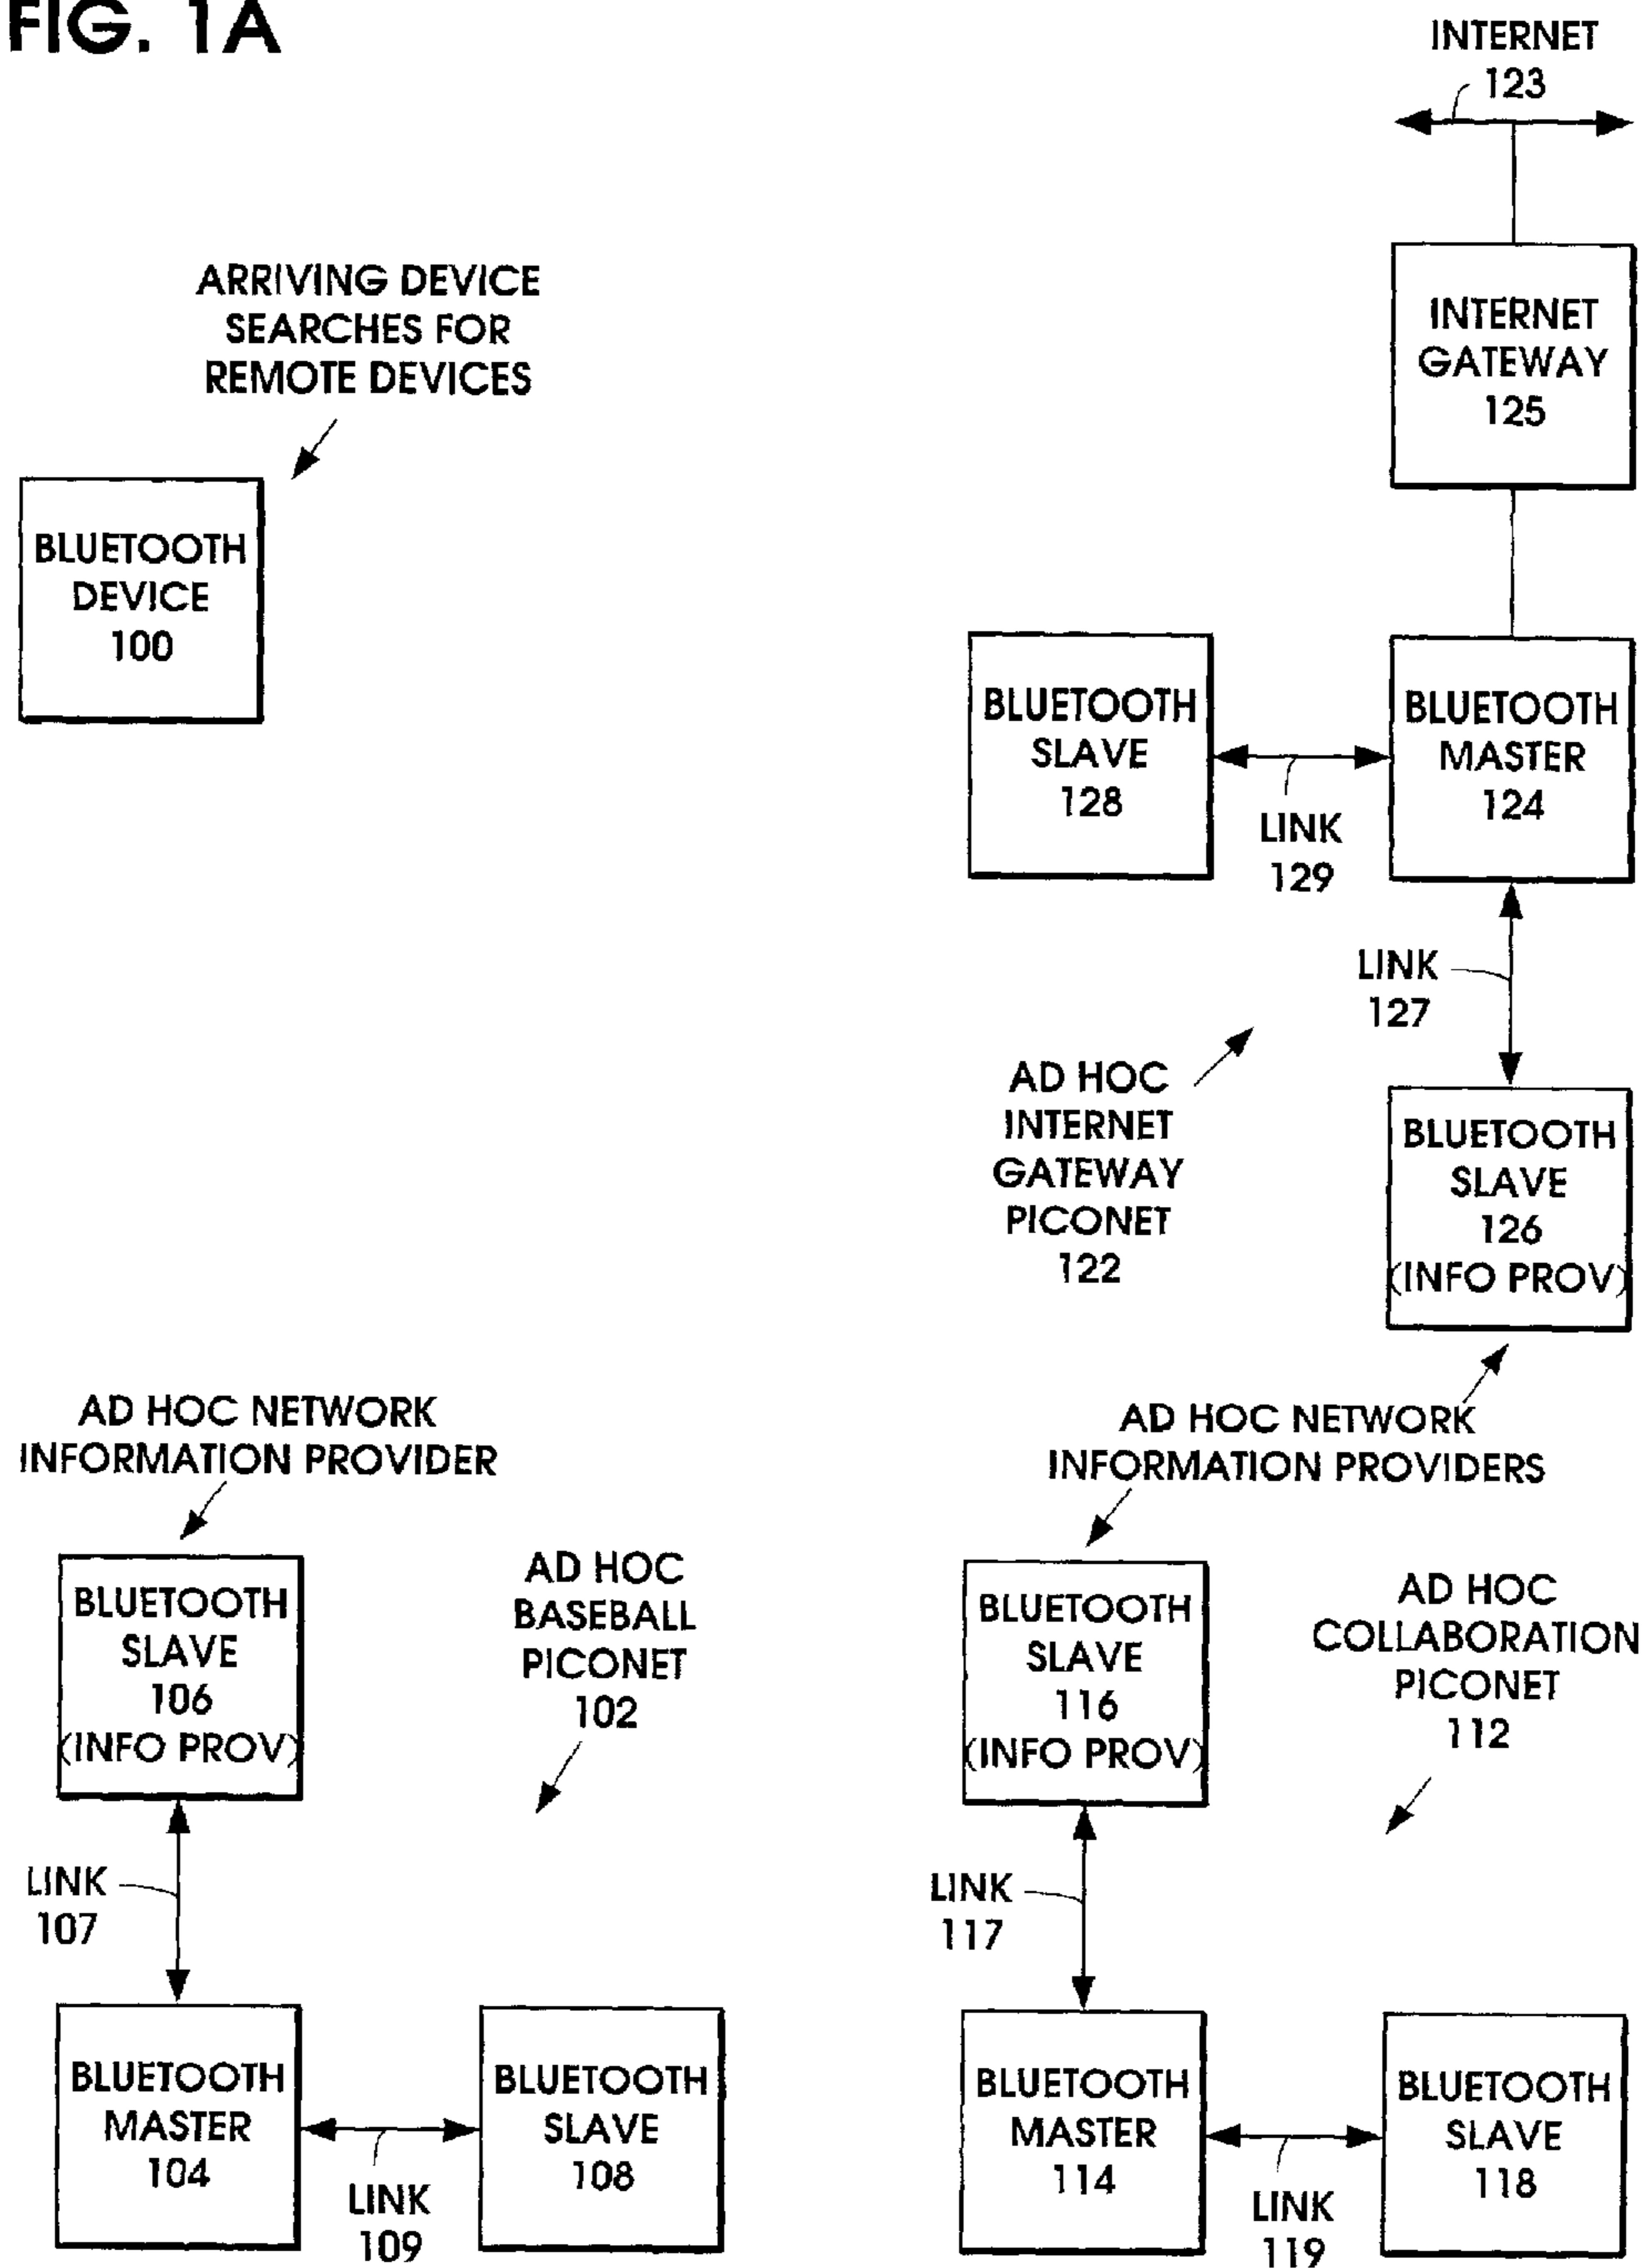 FIG. 1A
INTERNET
123
ARRIVING DEVICE
SEARCHES FOR
REMOTE DEVICES
INTERNET
GATEWAY
125
BLUETOOTH
DEVICE
100
BLUETOOTH
SLAVE
128
BLUETOOTH
MASTER
124
LINK
129
LINK
127
AD HOC
INTERNET
GATEWAY
PICONET
122
BLUETOOTH
SLAVE
126
(INFO PROV)
AD HOC NETWORK
INFORMATION PROVIDER
AD HOC NETWORK
INFORMATION PROVIDERS
BLUETOOTH
SLAVE
106
(INFO PROV)
AD HOC
BASEBALL
PICONET
102
BLUETOOTH
SLAVE
116
(INFO PROV)
AD HOC
COLLABORATION
PICONET
112
LINK
107
LINK
117
BLUETOOTH
MASTER
104
LINK
109
BLUETOOTH
SLAVE
108
BLUETOOTH
MASTER
114
LINK
119
BLUETOOTH
SLAVE
118